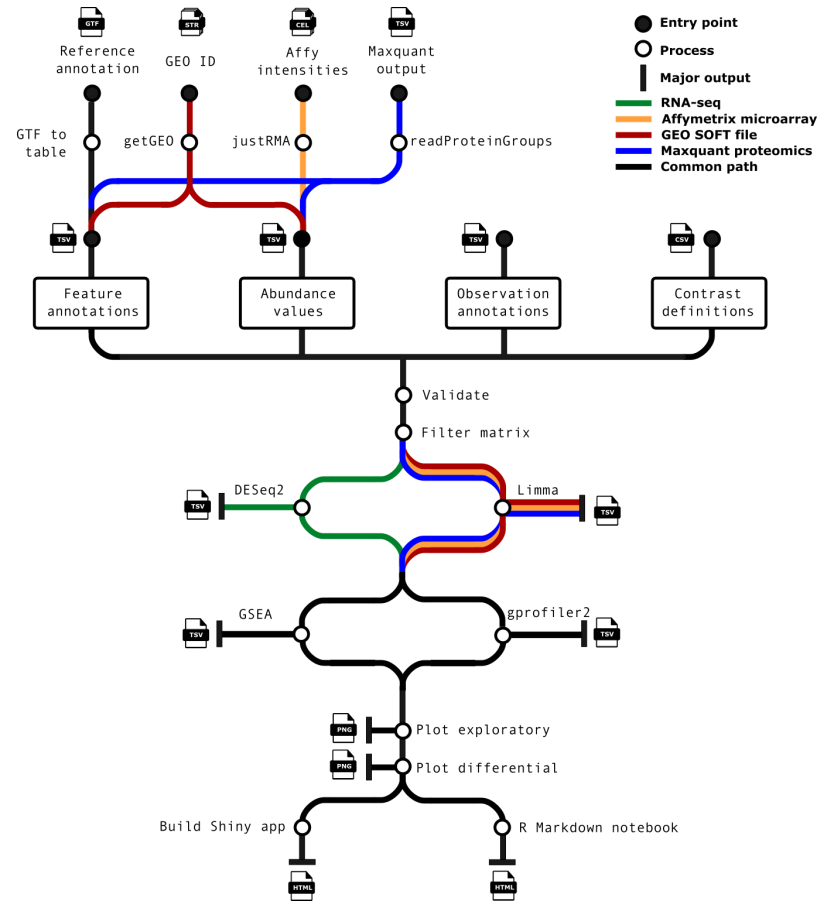 GTF
STR
CEL
TSV
Entry point
Process
Major output
RNA-seq
Affymetrix microarray
GEO SOFT file
Maxquant proteomics
Common path
Reference
annotation
GEO ID
Affy
intensities
Maxquant
output
GTF to
table
getGEO
justRMA
readProteinGroups
TSV
TSV
TSV
CSV
Feature
annotations
Abundance
values
Observation
annotations
Contrast
definitions
Validate
Filter matrix
DESeq2
Limma
TSV
TSV
GSEA
gprofiler2
TSV
TSV
PNG
Plot exploratory
PNG
Plot differential
Build Shiny app
R Markdown notebook
HTML
HTML